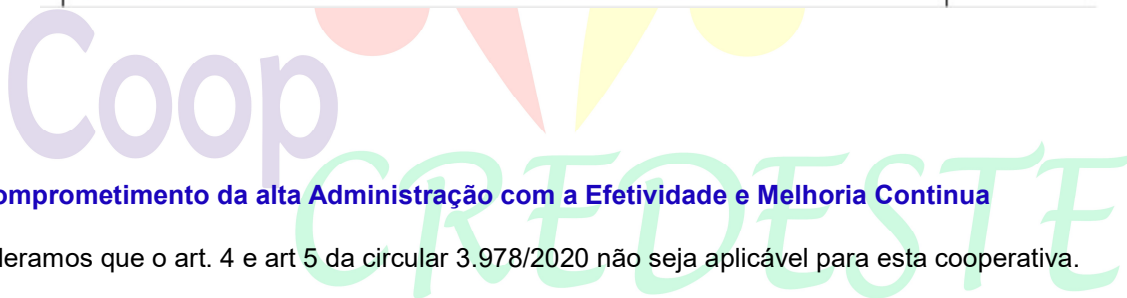 Coop
CREDESTE
omprometimento da alta Administração com a Efetividade e Melhoria Continua
leramos que o art. 4 e art 5 da circular 3.978/2020 não seja aplicável para esta cooperativa.